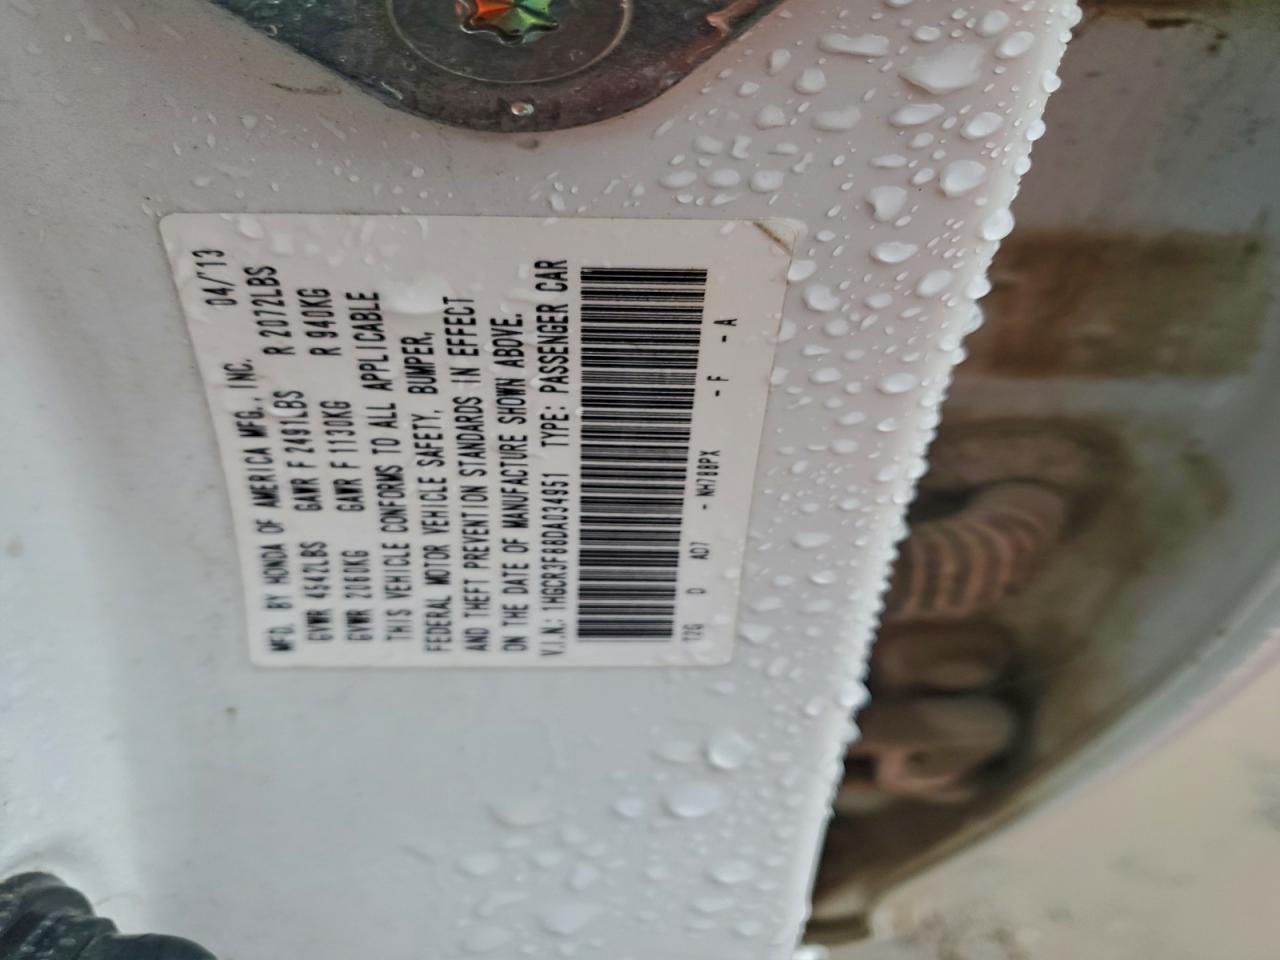 MFD. BY HONDA OF AMERICA MFG., INC. 04/'13
GVWR 4542LBS GAWR F 2491LBS R 2072LBS
GVWR 2060KG GAWR F 1130KG R 940KG
THIS VEHICLE CONFORMS TO ALL APPLICABLE
FEDERAL MOTOR VEHICLE SAFETY, BUMPER,
AND THEFT PREVENTION STANDARDS IN EFFECT
ON THE DATE OF MANUFACTURE SHOWN ABOVE.
V.I.N.: 1HGCR3F88DA034951 TYPE: PASSENGER CAR
T2G D AD7 - NH788PX - F - A